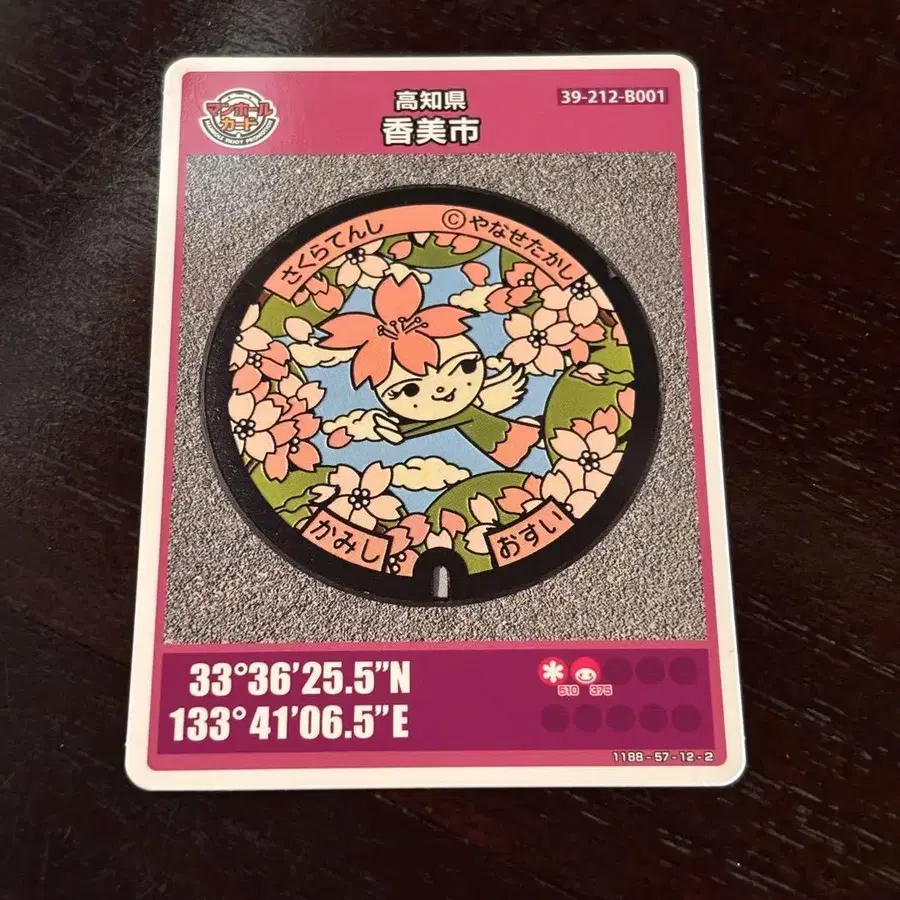 マンホール
カード
高知県
香美市
39-212-B001
さくらてんし
©やなせたかし
かみし
おすい
33°36’25.5”N
133°41’06.5”E
510
375
1188-57-12-2